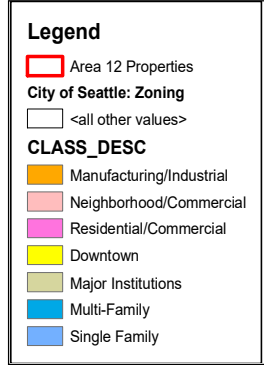 Legend
Area 12 Properties
City of Seattle: Zoning
<all other values>
CLASS_DESC
Manufacturing/Industrial
Neighborhood/Commercial
Residential/Commercial
Downtown
Major Institutions
Multi-Family
Single Family